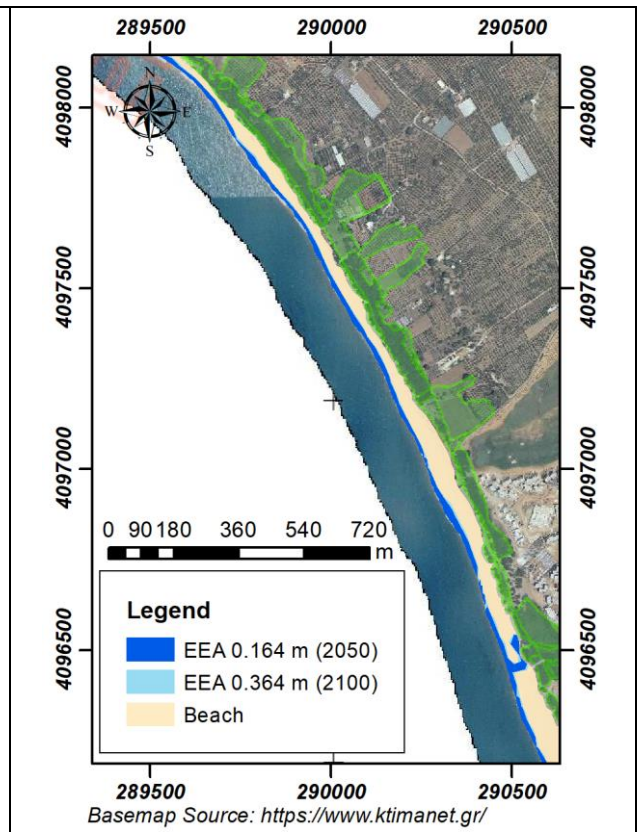 289500 290000 290500
4098000 4098000
N
W E
S
4097500 4097500
4097000 4097000
0 90 180 360 540 720
m
4096500 4096500
Legend
EEA 0.164 m (2050)
EEA 0.364 m (2100)
Beach
289500 290000 290500
Basemap Source: https://www.ktimanet.gr/